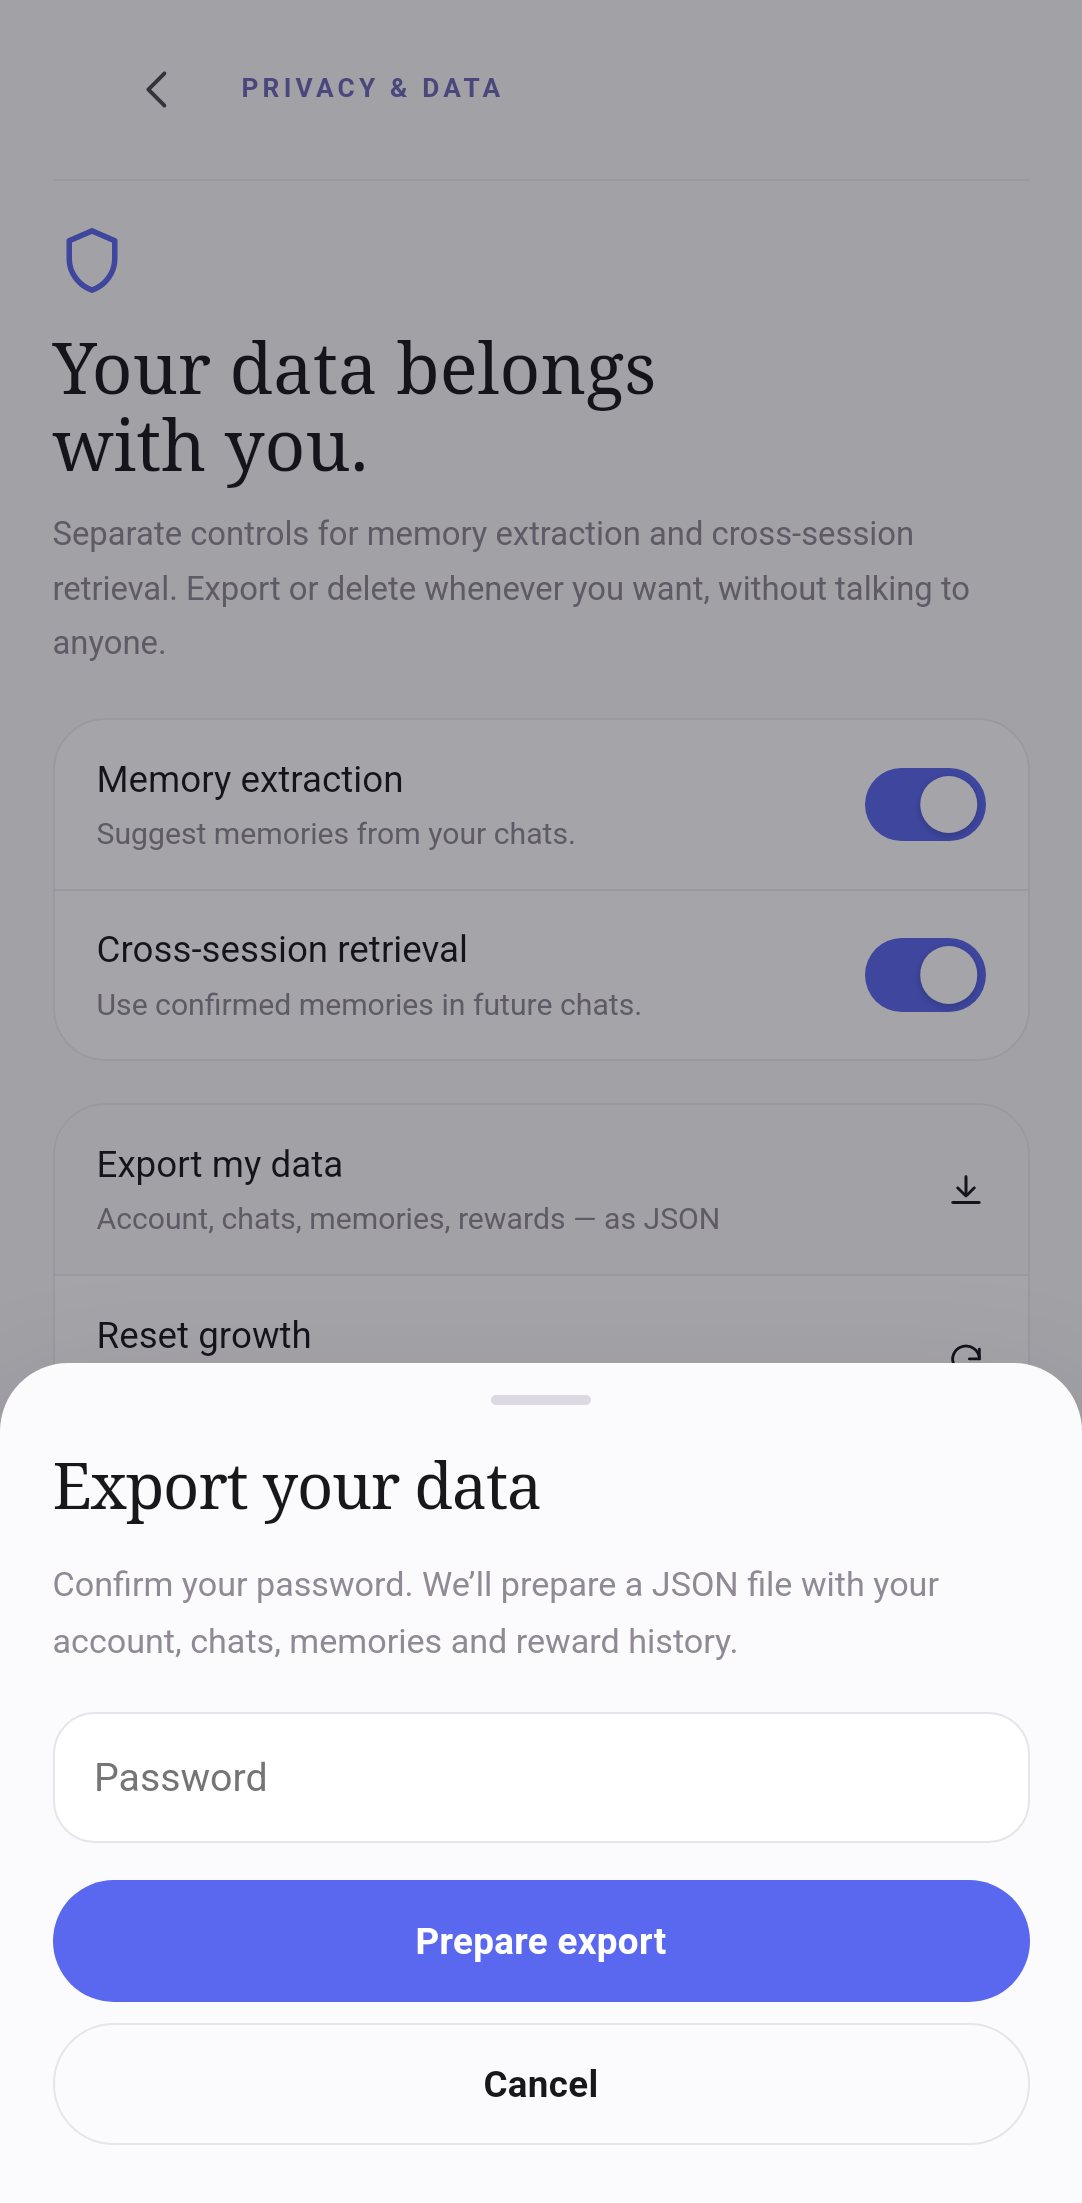 PRIVACY & DATA
Your data belongs
with you.
Separate controls for memory extraction and cross-session
retrieval. Export or delete whenever you want, without talking to
anyone.
Memory extraction
Suggest memories from your chats.
Cross-session retrieval
Use confirmed memories in future chats.
Export my data
Account, chats, memories, rewards — as JSON
Reset growth
Export your data
Confirm your password. We’ll prepare a JSON file with your
account, chats, memories and reward history.
Password
Prepare export
Cancel